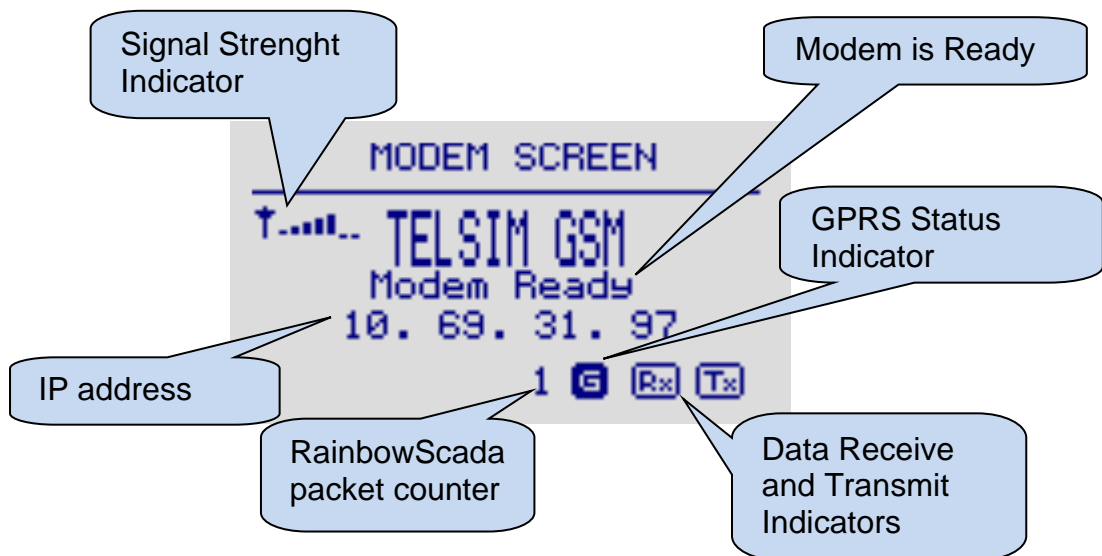 Signal Strenght
Indicator
Modem is Ready
MODEM SCREEN
TELSIM GSM
GPRS Status
Indicator
Modem Ready
10. 69. 31. 97
IP address
1 G Rx Tx
RainbowScada
packet counter
Data Receive
and Transmit
Indicators